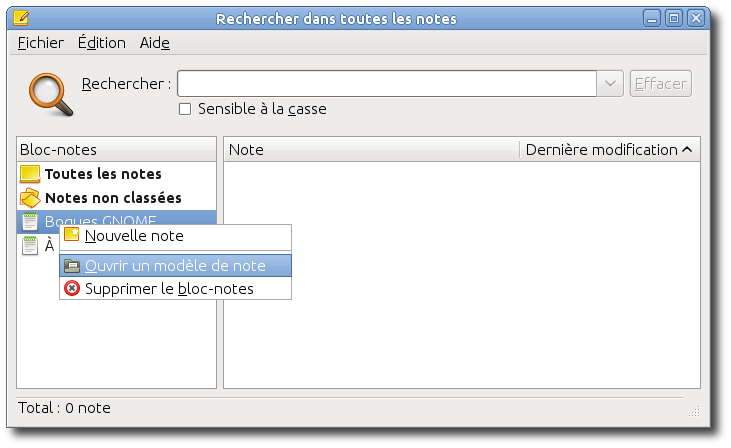 Rechercher dans toutes les notes
Fichier Édition Aide
Rechercher : Effacer
Sensible à la casse
Bloc-notes Note Dernière modification
Toutes les notes
Notes non classées
Bogues GNOME
Nouvelle note
À
Ouvrir un modèle de note
Supprimer le bloc-notes
Total : 0 note